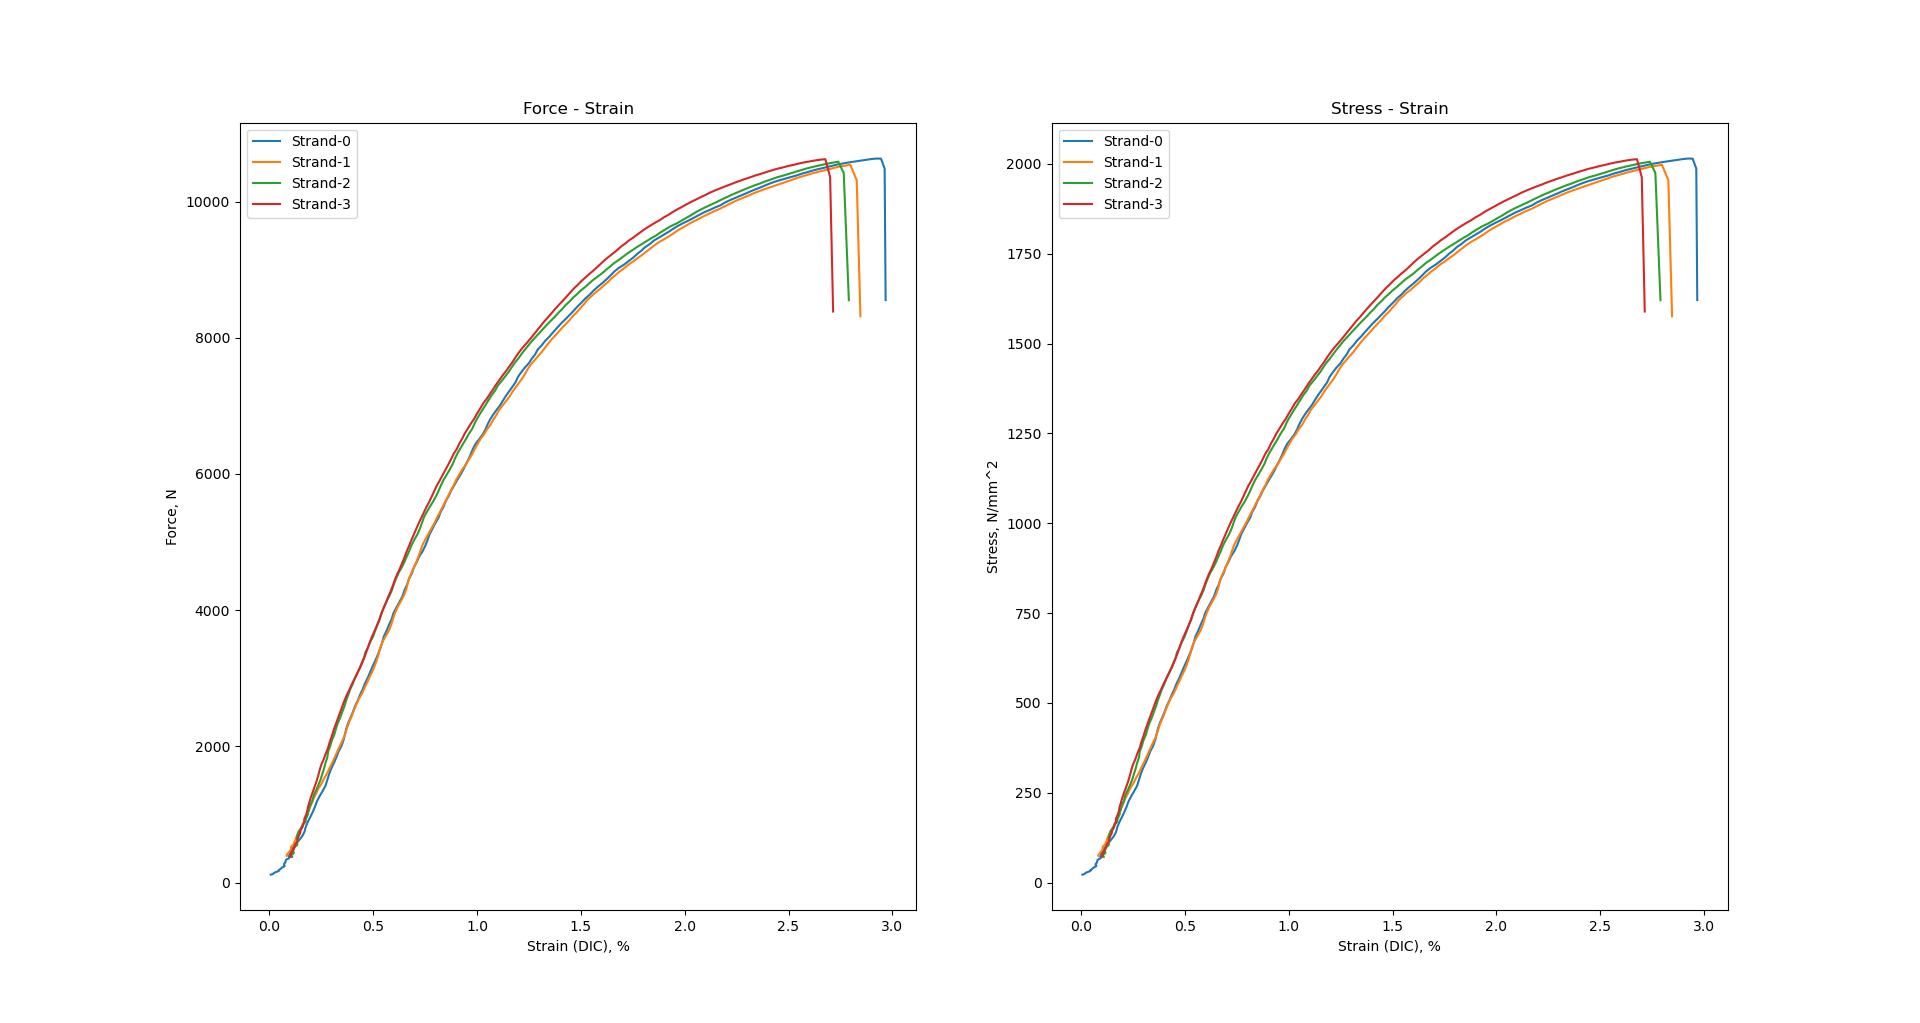 Force - Strain
Strand-0
Strand-1
Strand-2
Strand-3
10000
8000
6000
4000
2000
0
Force, N
0.0 0.5 1.0 1.5 2.0 2.5 3.0
Strain (DIC), %
Stress - Strain
Strand-0
Strand-1
Strand-2
Strand-3
2000
1750
1500
1250
1000
750
500
250
0
Stress, N/mm^2
0.0 0.5 1.0 1.5 2.0 2.5 3.0
Strain (DIC), %